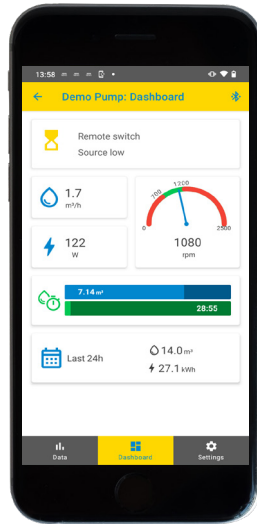 13:58
Demo Pump: Dashboard
Remote switch
Source low
1.7
m³/h
122
W
0
700
1200
2500
1080
rpm
7.14 m³
28:55
Last 24h
14.0 m³
27.1 kWh
Data
Dashboard
Settings